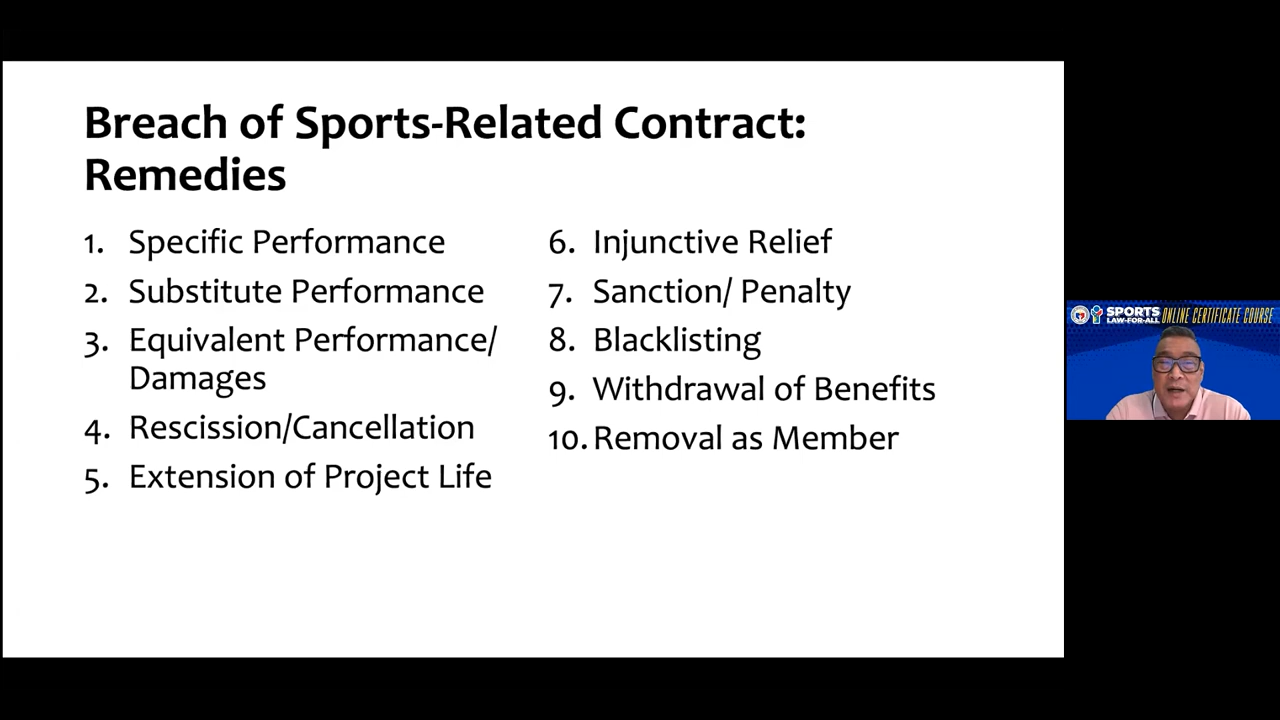 Breach of Sports-Related Contract:
Remedies
1. Specific Performance
2. Substitute Performance
3. Equivalent Performance/
Damages
4. Rescission/Cancellation
5. Extension of Project Life
6. Injunctive Relief
7. Sanction/ Penalty
8. Blacklisting
9. Withdrawal of Benefits
10. Removal as Member
SPORTS
LAW-FOR-ALL
ONLINE CERTIFICATE COURSE